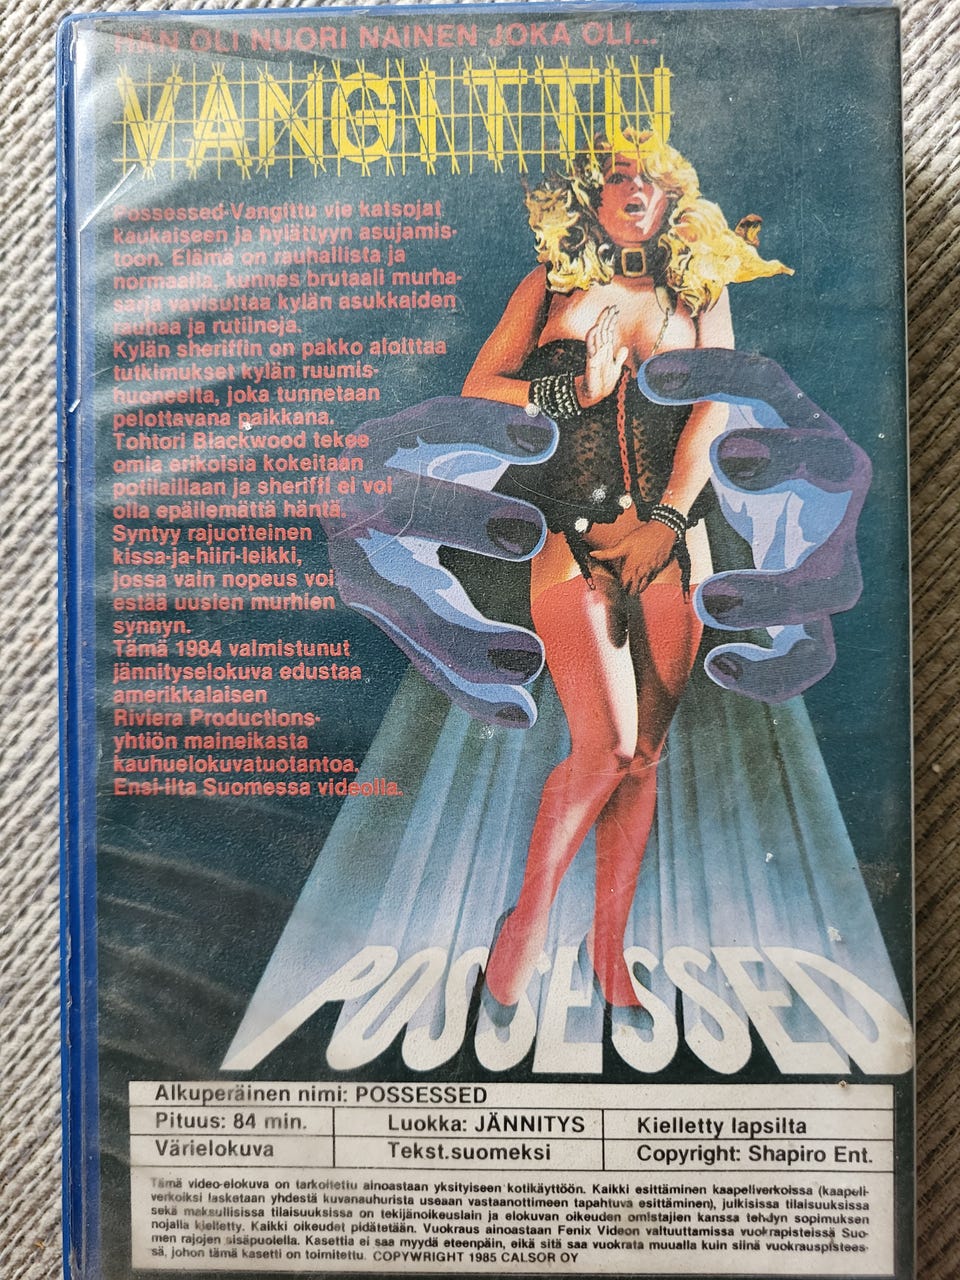 HÄN OLI NUORI NAINEN JOKA OLI...
VANGITTU
Possessed-Vangittu vie katsojat
kaukaiseen ja hylättyyn asujamis-
toon. Elämä on rauhallista ja
normaalia, kunnes brutaali murha-
sarja vavisuttaa kylän asukkaiden
rauhaa ja rutiineja.
Kylän sheriffin on pakko aloittaa
tutkimukset kylän ruumis-
huoneelta, joka tunnetaan
pelottavana paikkana.
Tohtori Blackwood tekee
omia erikoisia kokeitaan
potilaillaan ja sheriffi ei voi
olla epäilemättä häntä.
Syntyy rajuotteinen
kissa-ja-hiiri-leikki,
jossa vain nopeus voi
estää uusien murhien
synnyn.
Tämä 1984 valmistunut
jännityselokuva edustaa
amerikkalaisen
Riviera Productions-
yhtiön maineikasta
kauhuelokuvatuotantoa.
Ensi-ilta Suomessa videolla.
POSSESSED
Alkuperäinen nimi: POSSESSED
Pituus: 84 min. Luokka: JÄNNITYS Kielletty lapsilta
Värielokuva Tekst.suomeksi Copyright: Shapiro Ent.
Tämä video-elokuva on tarkoitettu ainoastaan yksityiseen kotikäyttöön. Kaikki esittäminen kaapeliverkoissa (kaapeli-
verkoiksi lasketaan yhdestä kuvanauhurista useaan vastaanottimeen tapahtuva esittäminen), julkisissa tilaisuuksissa
sekä maksullisissa tilaisuuksissa on tekijänoikeuslain ja elokuvan oikeuden omistajien kanssa tehdyn sopimuksen
nojalla kielletty. Kaikki oikeudet pidätetään. Vuokraus ainoastaan Fenix Videon valtuuttamissa vuokrapisteissä Suo-
men rajojen sisäpuolella. Kasettia ei saa myydä eteenpäin, eikä sitä saa vuokrata muualla kuin siinä vuokrauspistees-
sä, johon tämä kasetti on toimitettu. COPYWRIGHT 1985 CALSOR OY